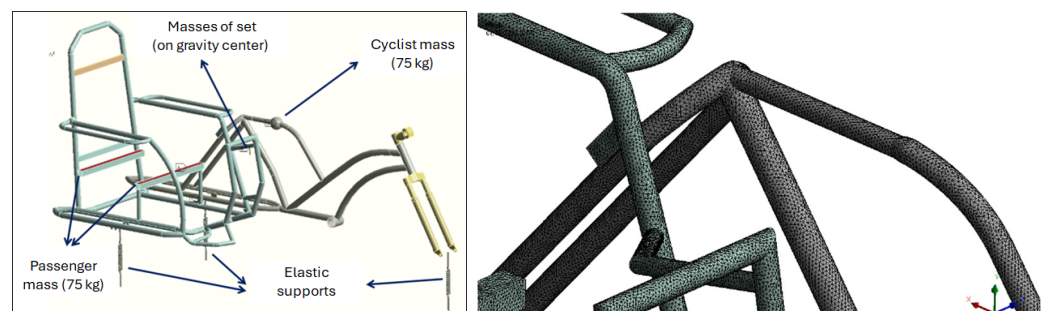 Masses of set
(on gravity center)
Cyclist mass
(75 kg)
Passenger
mass (75 kg)
Elastic
supports